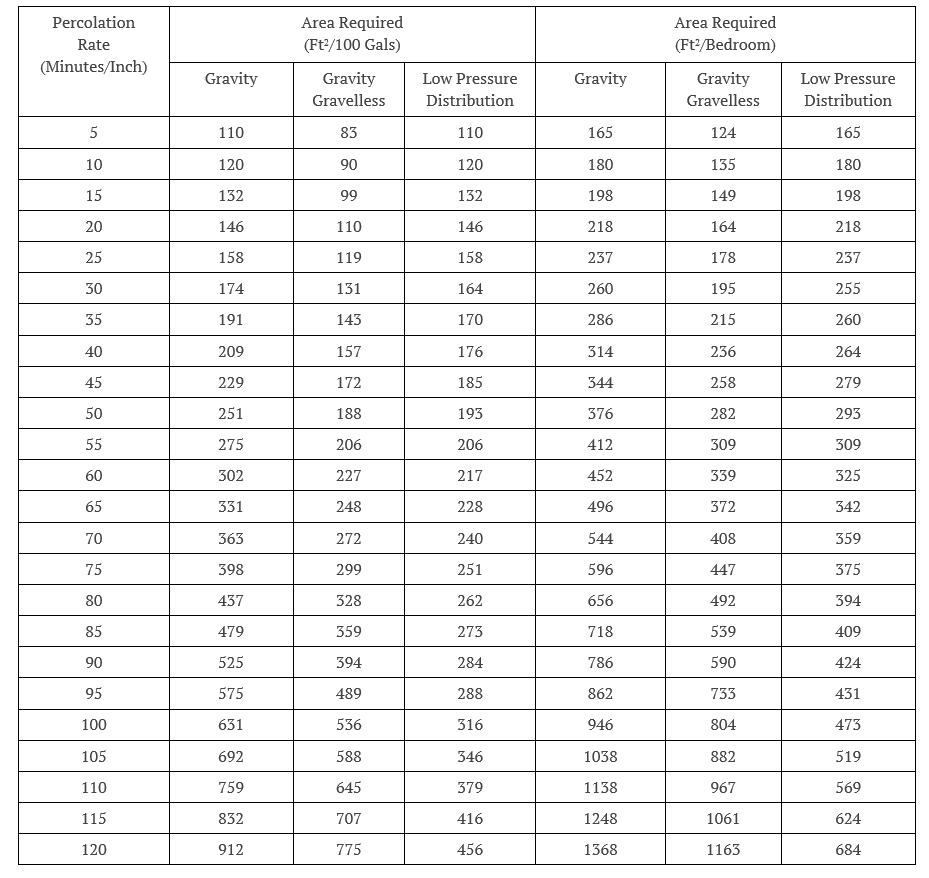 Percolation Rate (Minutes/Inch) | Area Required (Ft²/100 Gals) | Area Required (Ft²/Bedroom)
Gravity | Gravity Gravelless | Low Pressure Distribution | Gravity | Gravity Gravelless | Low Pressure Distribution
5 | 110 | 83 | 110 | 165 | 124 | 165
10 | 120 | 90 | 120 | 180 | 135 | 180
15 | 132 | 99 | 132 | 198 | 149 | 198
20 | 146 | 110 | 146 | 218 | 164 | 218
25 | 158 | 119 | 158 | 237 | 178 | 237
30 | 174 | 131 | 164 | 260 | 195 | 255
35 | 191 | 143 | 170 | 286 | 215 | 260
40 | 209 | 157 | 176 | 314 | 236 | 264
45 | 229 | 172 | 185 | 344 | 258 | 279
50 | 251 | 188 | 193 | 376 | 282 | 293
55 | 275 | 206 | 206 | 412 | 309 | 309
60 | 302 | 227 | 217 | 452 | 339 | 325
65 | 331 | 248 | 228 | 496 | 372 | 342
70 | 363 | 272 | 240 | 544 | 408 | 359
75 | 398 | 299 | 251 | 596 | 447 | 375
80 | 437 | 328 | 262 | 656 | 492 | 394
85 | 479 | 359 | 273 | 718 | 539 | 409
90 | 525 | 394 | 284 | 786 | 590 | 424
95 | 575 | 489 | 288 | 862 | 733 | 431
100 | 631 | 536 | 316 | 946 | 804 | 473
105 | 692 | 588 | 346 | 1038 | 882 | 519
110 | 759 | 645 | 379 | 1138 | 967 | 569
115 | 832 | 707 | 416 | 1248 | 1061 | 624
120 | 912 | 775 | 456 | 1368 | 1163 | 684